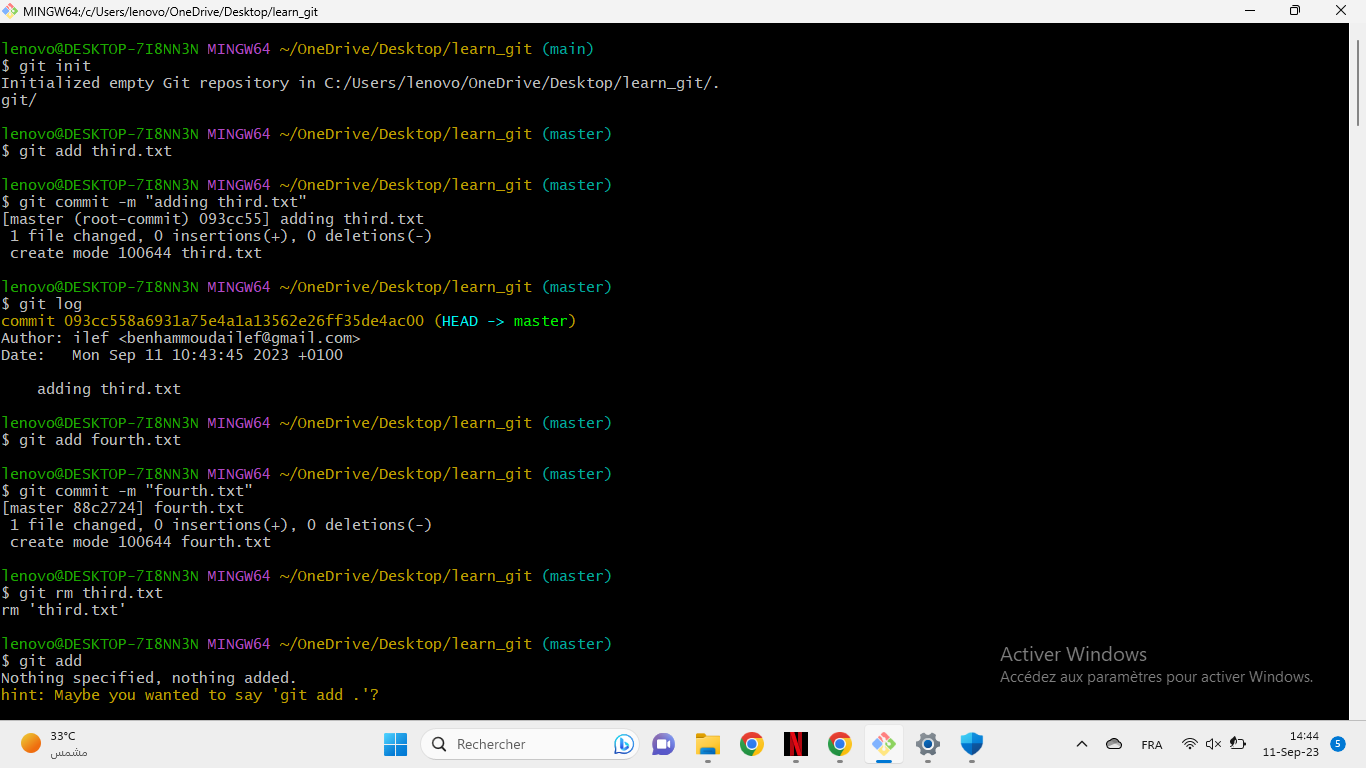 MINGW64:/c/Users/lenovo/OneDrive/Desktop/learn_git
lenovo@DESKTOP-7I8NN3N MINGW64 ~/OneDrive/Desktop/learn_git (main)
$ git init
Initialized empty Git repository in C:/Users/lenovo/OneDrive/Desktop/learn_git/.
git/
lenovo@DESKTOP-7I8NN3N MINGW64 ~/OneDrive/Desktop/learn_git (master)
$ git add third.txt
lenovo@DESKTOP-7I8NN3N MINGW64 ~/OneDrive/Desktop/learn_git (master)
$ git commit -m "adding third.txt"
[master (root-commit) 093cc55] adding third.txt
 1 file changed, 0 insertions(+), 0 deletions(-)
 create mode 100644 third.txt
lenovo@DESKTOP-7I8NN3N MINGW64 ~/OneDrive/Desktop/learn_git (master)
$ git log
commit 093cc558a6931a75e4a1a13562e26ff35de4ac00 (HEAD -> master)
Author: ilef <benhammoudailef@gmail.com>
Date:   Mon Sep 11 10:43:45 2023 +0100
    adding third.txt
lenovo@DESKTOP-7I8NN3N MINGW64 ~/OneDrive/Desktop/learn_git (master)
$ git add fourth.txt
lenovo@DESKTOP-7I8NN3N MINGW64 ~/OneDrive/Desktop/learn_git (master)
$ git commit -m "fourth.txt"
[master 88c2724] fourth.txt
 1 file changed, 0 insertions(+), 0 deletions(-)
 create mode 100644 fourth.txt
lenovo@DESKTOP-7I8NN3N MINGW64 ~/OneDrive/Desktop/learn_git (master)
$ git rm third.txt
rm 'third.txt'
lenovo@DESKTOP-7I8NN3N MINGW64 ~/OneDrive/Desktop/learn_git (master)
$ git add
Nothing specified, nothing added.
hint: Maybe you wanted to say 'git add .'?
Activer Windows
Accédez aux paramètres pour activer Windows.
33°C
مشمس
Rechercher
FRA
14:44
11-Sep-23
5